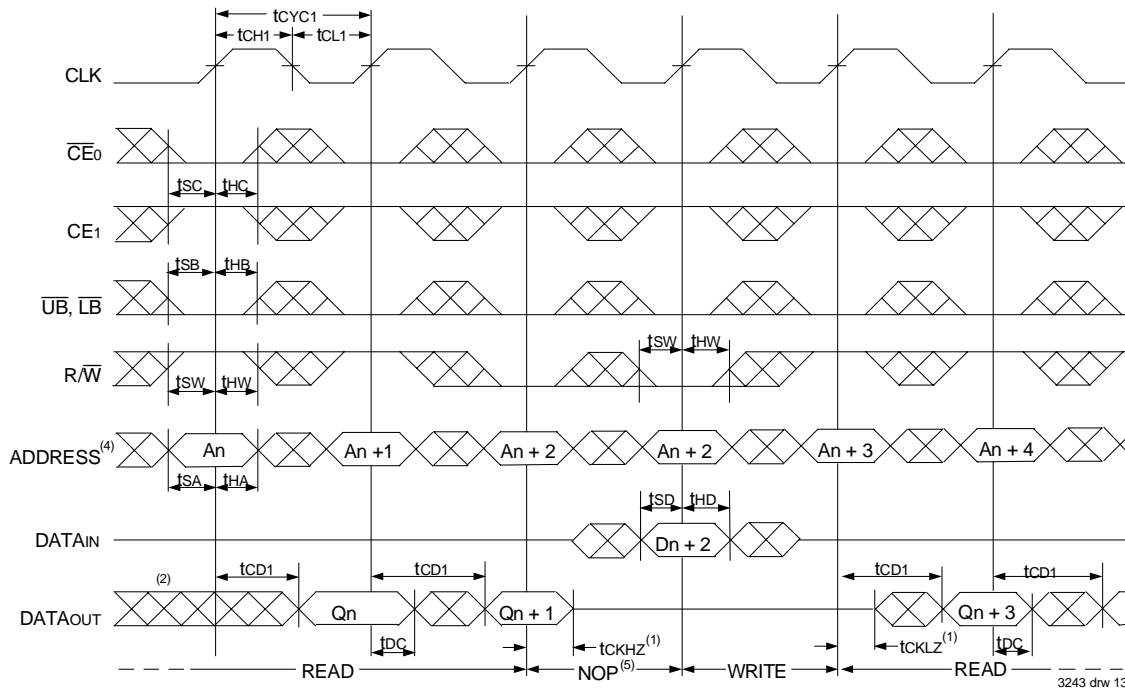 tCYC1
tCH1 tCL1
CLK
CE0
tSC tHC
CE1
tSB tHB
UB, LB
tSW tHW
R/W
tSW tHW
ADDRESS(4) An An +1 An + 2 An + 2 An + 3 An + 4
tSA tHA
tSD tHD
DATAIN Dn + 2
tCD1 tCD1 tCD1 tCD1
(2)
DATAOUT Qn Qn + 1 Qn + 3
tDC tCKHZ(1) tCKLZ(1) tDC
READ NOP(5) WRITE READ
3243 drw 13